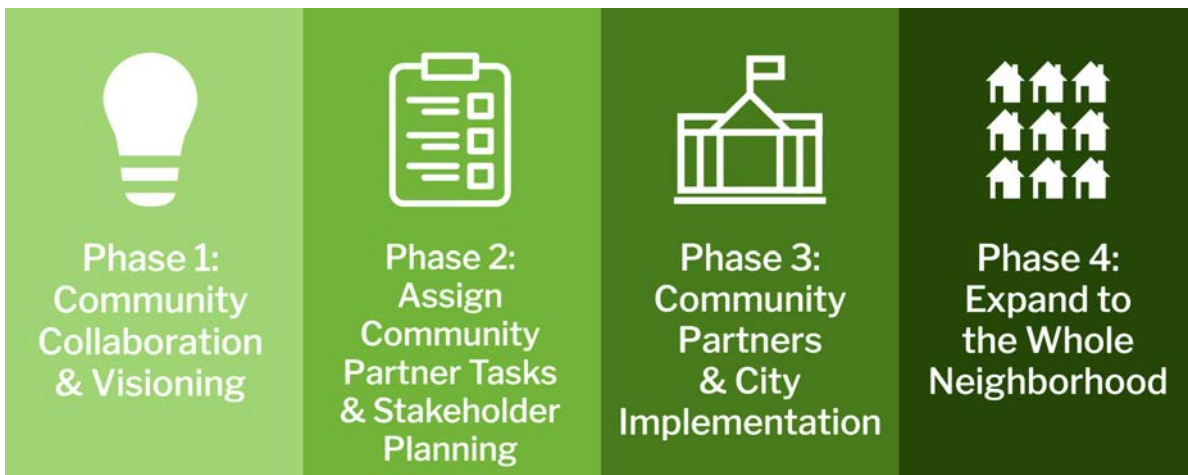 Phase 1:
Community
Collaboration
& Visioning
Phase 2:
Assign
Community
Partner Tasks
& Stakeholder
Planning
Phase 3:
Community
Partners
& City
Implementation
Phase 4:
Expand to
the Whole
Neighborhood